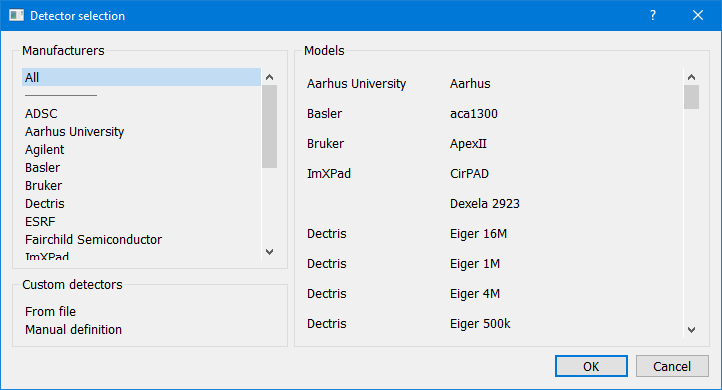 Detector selection
Manufacturers
All
ADSC
Aarhus University
Agilent
Basler
Bruker
Dectris
ESRF
Fairchild Semiconductor
ImXPad
Custom detectors
From file
Manual definition
Models
Aarhus University Aarhus
Basler aca1300
Bruker ApexII
ImXPad CirPAD
Dexela 2923
Dectris Eiger 16M
Dectris Eiger 1M
Dectris Eiger 4M
Dectris Eiger 500k
OK Cancel